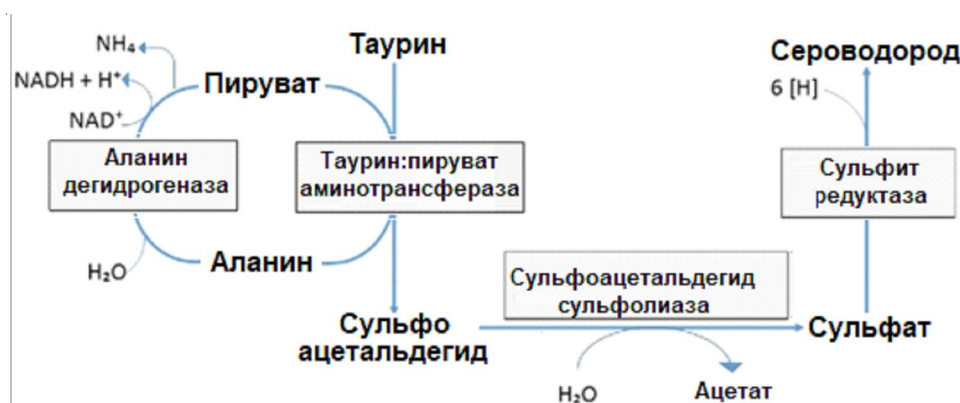 NH₄
Таурин
Сероводород
NADH + H⁺
Пируват
6 [H]
NAD⁺
Аланин
дегидрогеназа
Таурин:пируват
аминотрансфераза
Сульфит
редуктаза
H₂O
Аланин
Сульфоацетальдегид
сульфолиаза
Сульфо
ацетальдегид
Сульфат
H₂O
Ацетат